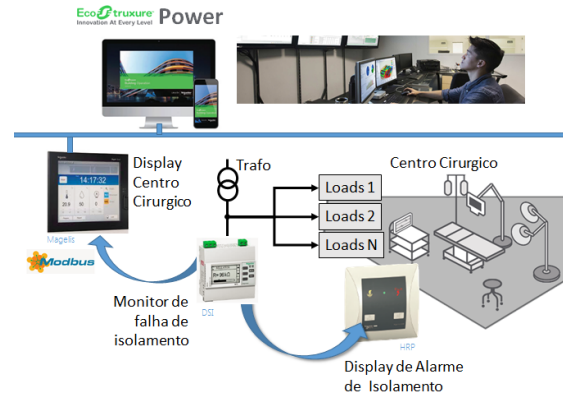 EcoStruxure
Innovation At Every Level
Power
Display
Centro
Cirurgico
14:17:32
Magelis
Modbus
Trafo
Loads 1
Loads 2
Loads N
Centro Cirurgico
DSI
Monitor de
falha de
isolamento
HRP
Display de Alarme
de Isolamento